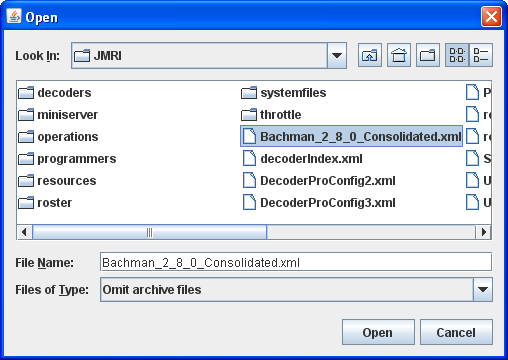 Open
Look In: JMRI
decoders
miniserver
operations
programmers
resources
roster
systemfiles
throttle
Bachman_2_8_0_Consolidated.xml
decoderIndex.xml
DecoderProConfig2.xml
DecoderProConfig3.xml
P
re
re
S
U
U
File Name: Bachman_2_8_0_Consolidated.xml
Files of Type: Omit archive files
Open Cancel